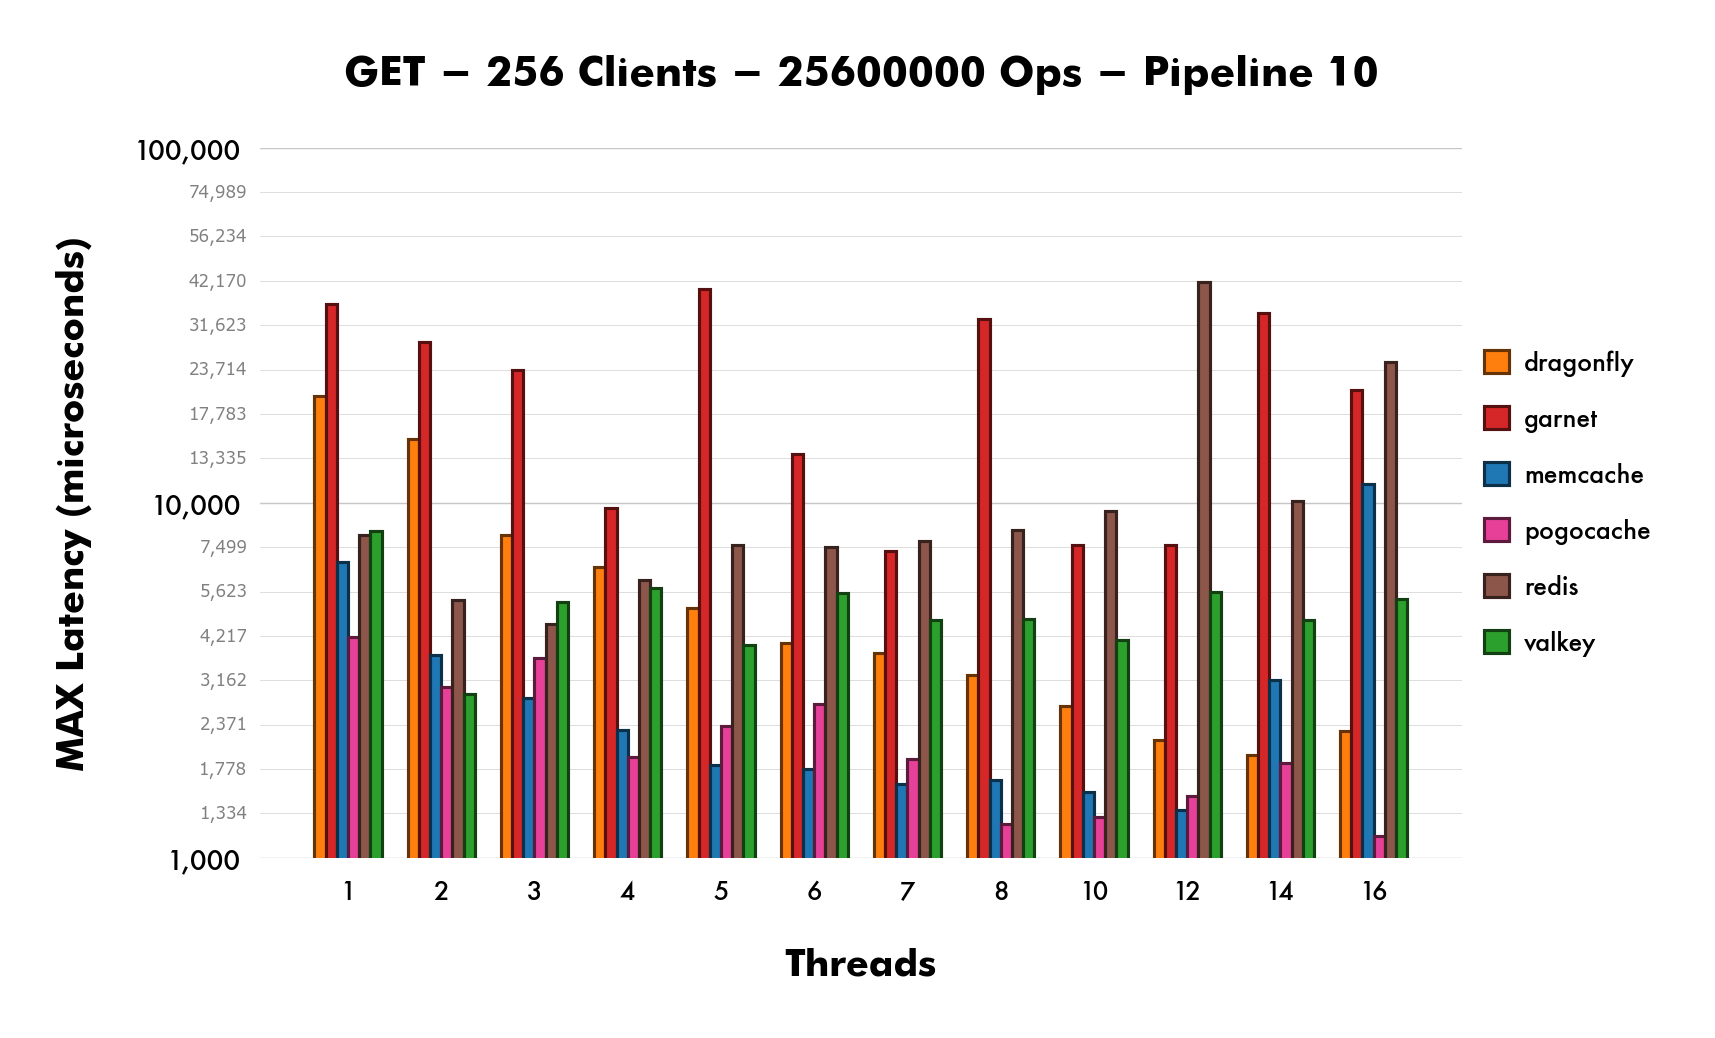 GET – 256 Clients – 25600000 Ops – Pipeline 10
MAX Latency (microseconds)
100,000
74,989
56,234
42,170
31,623
23,714
17,783
13,335
10,000
7,499
5,623
4,217
3,162
2,371
1,778
1,334
1,000
1 2 3 4 5 6 7 8 10 12 14 16
Threads
dragonfly
garnet
memcache
pogocache
redis
valkey